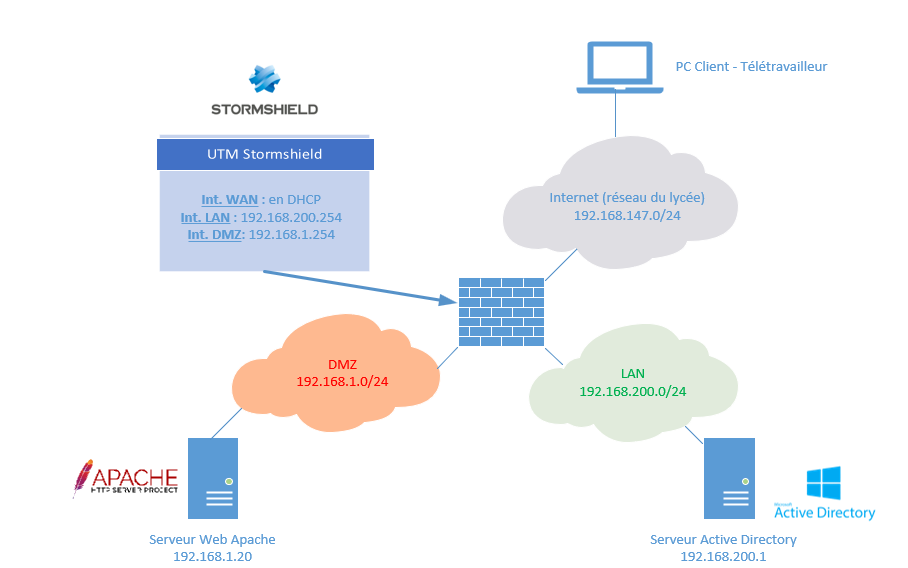 PC Client - Télétravailleur
STORMSHIELD
UTM Stormshield
Int. WAN : en DHCP
Int. LAN : 192.168.200.254
Int. DMZ: 192.168.1.254
Internet (réseau du lycée)
192.168.147.0/24
DMZ
192.168.1.0/24
LAN
192.168.200.0/24
APACHE
HTTP SERVER PROJECT
Serveur Web Apache
192.168.1.20
Microsoft
Active Directory
Serveur Active Directory
192.168.200.1